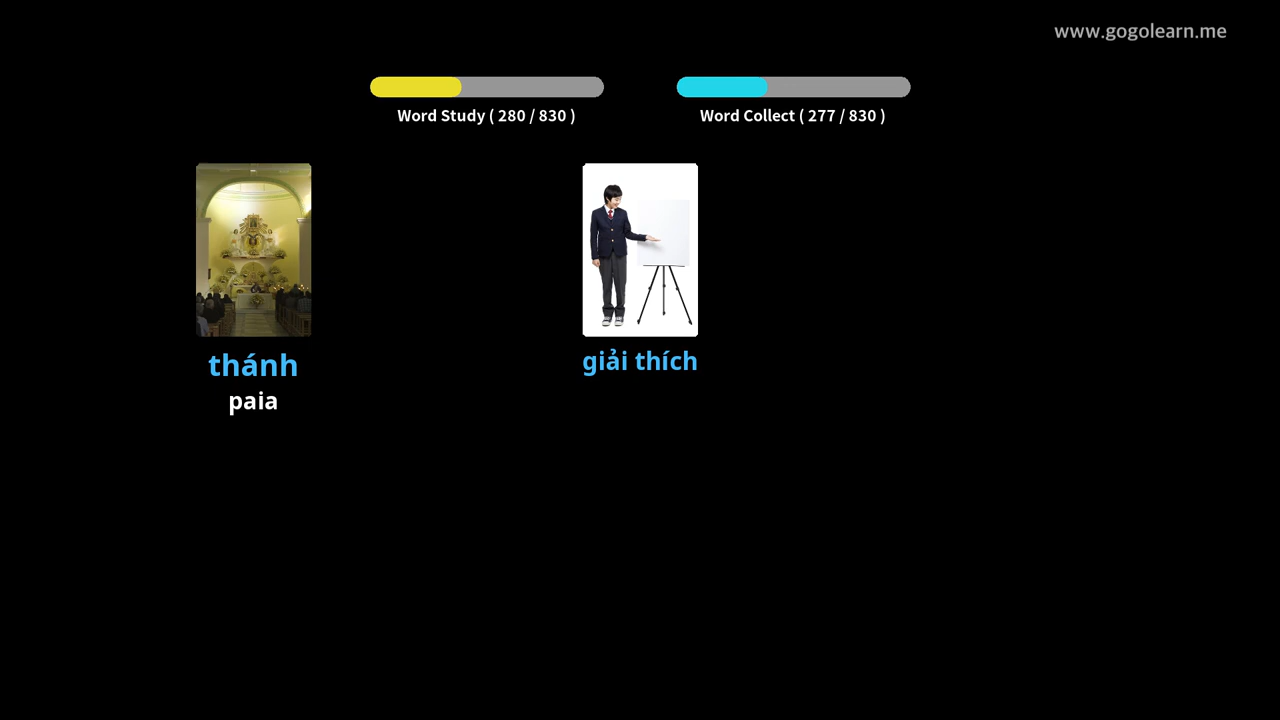 www.gogolearn.me
Word Study ( 280 / 830 )
Word Collect ( 277 / 830 )
thánh
paia
giải thích